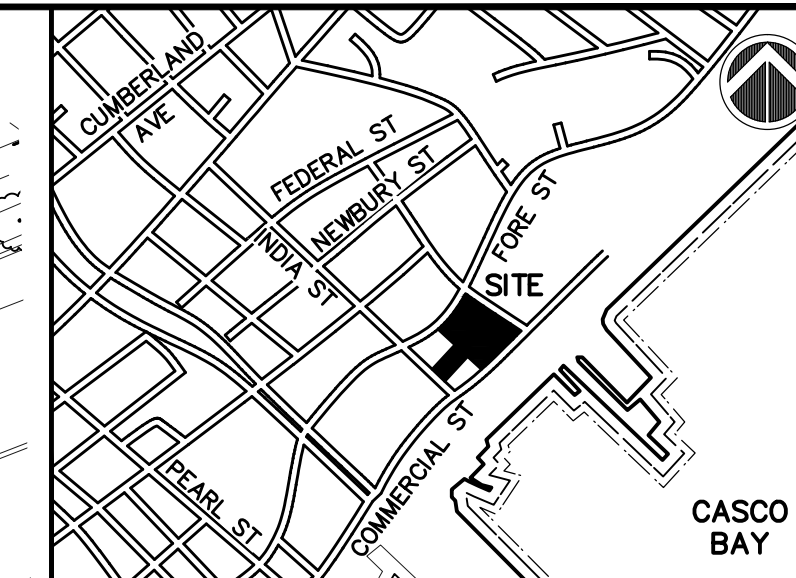 CUMBERLAND
AVE
FEDERAL ST
NEWBURY ST
INDIA ST
FORE ST
SITE
PEARL ST
COMMERCIAL ST
CASCO
BAY